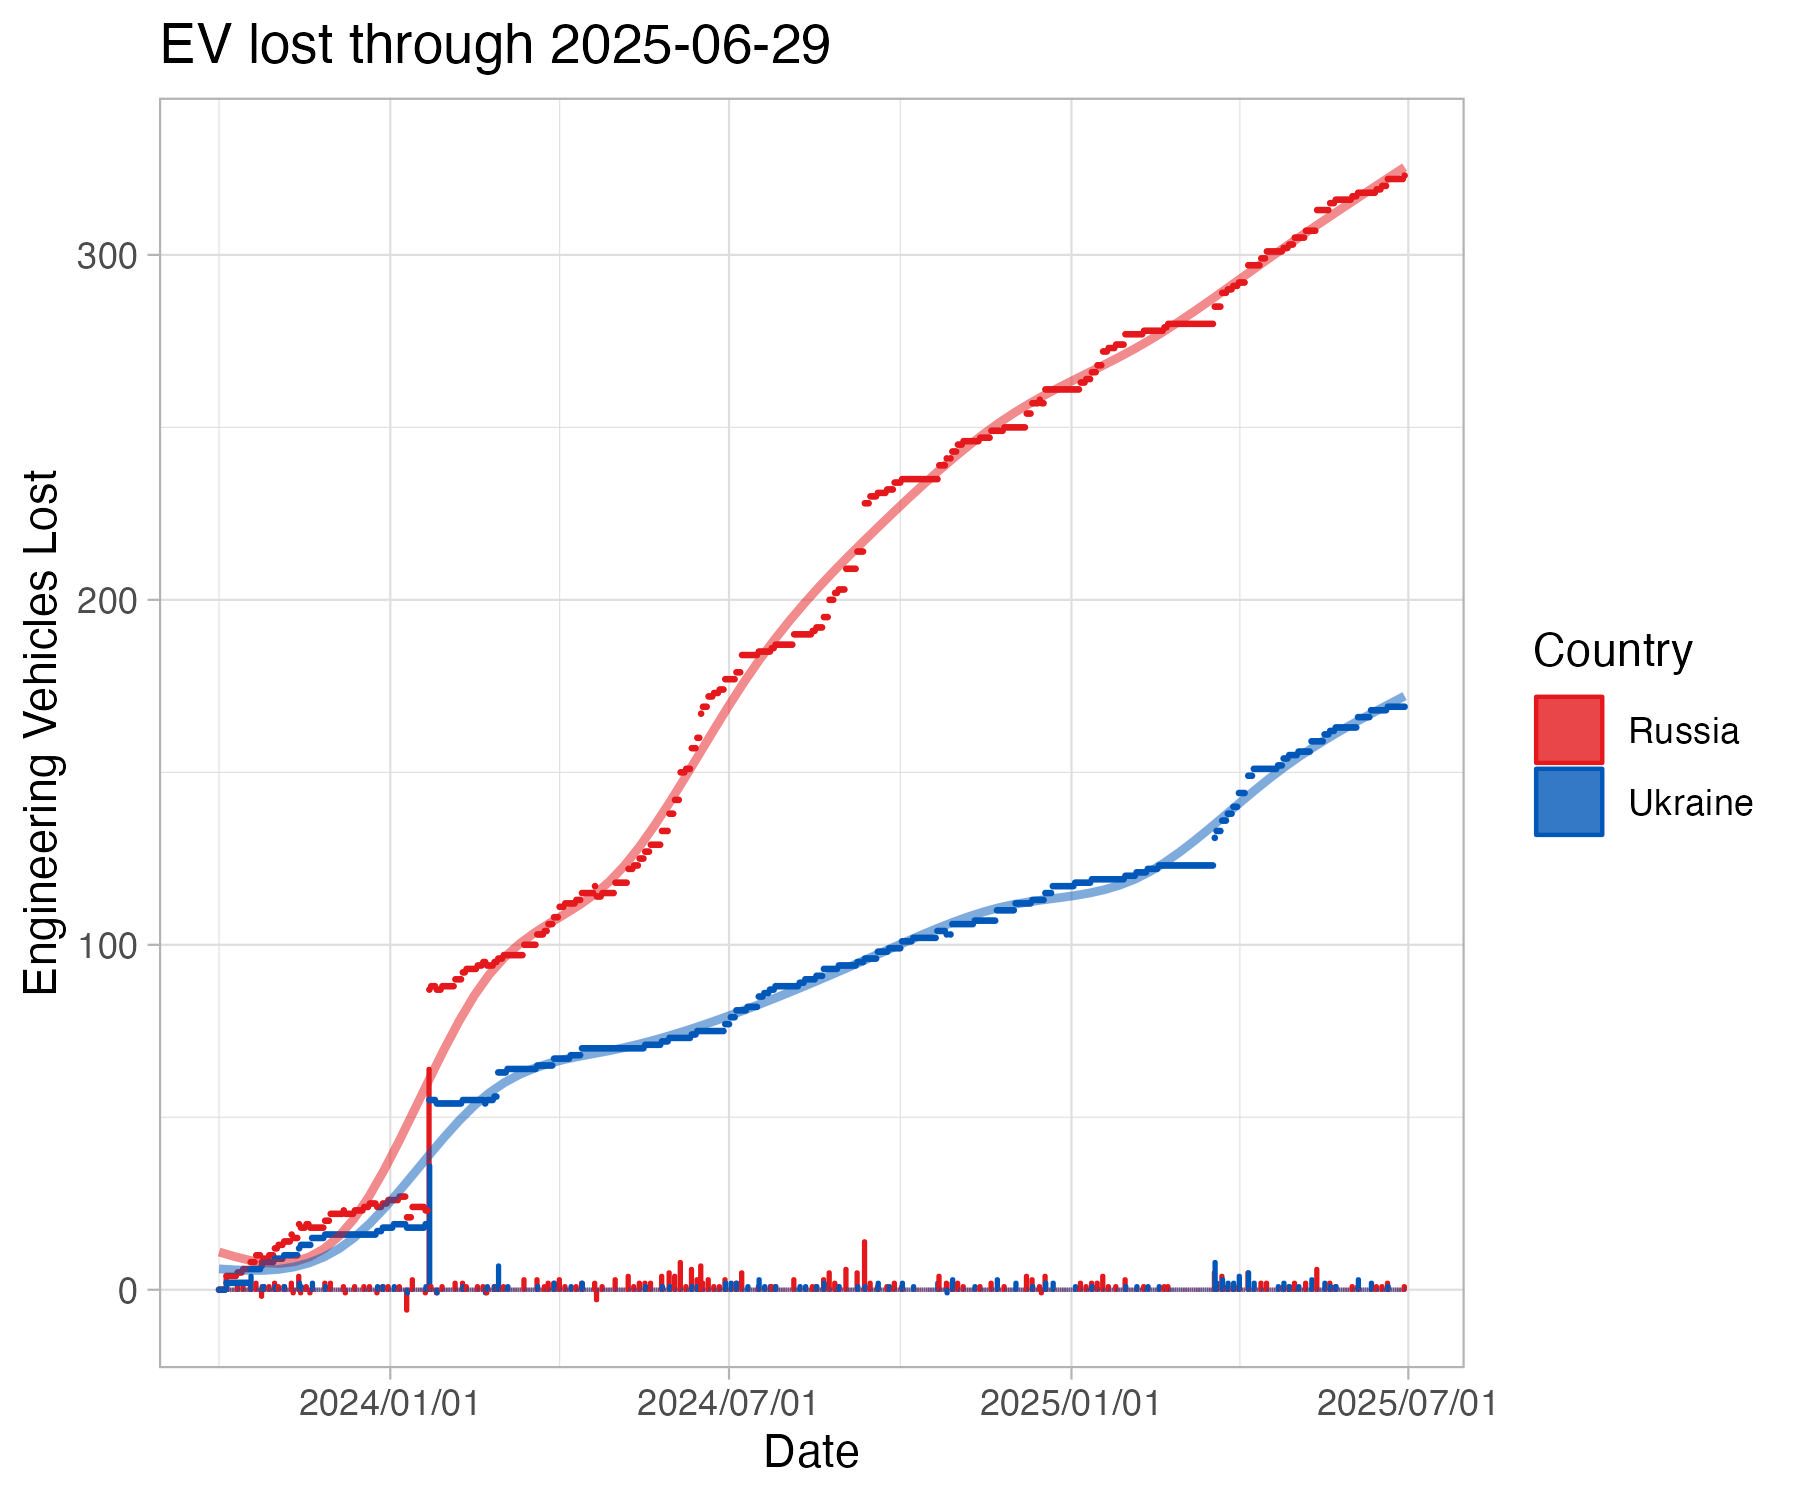 EV lost through 2025-06-29
Engineering Vehicles Lost
300
200
100
0
2024/01/01
2024/07/01
2025/01/01
2025/07/01
Date
Country
Russia
Ukraine